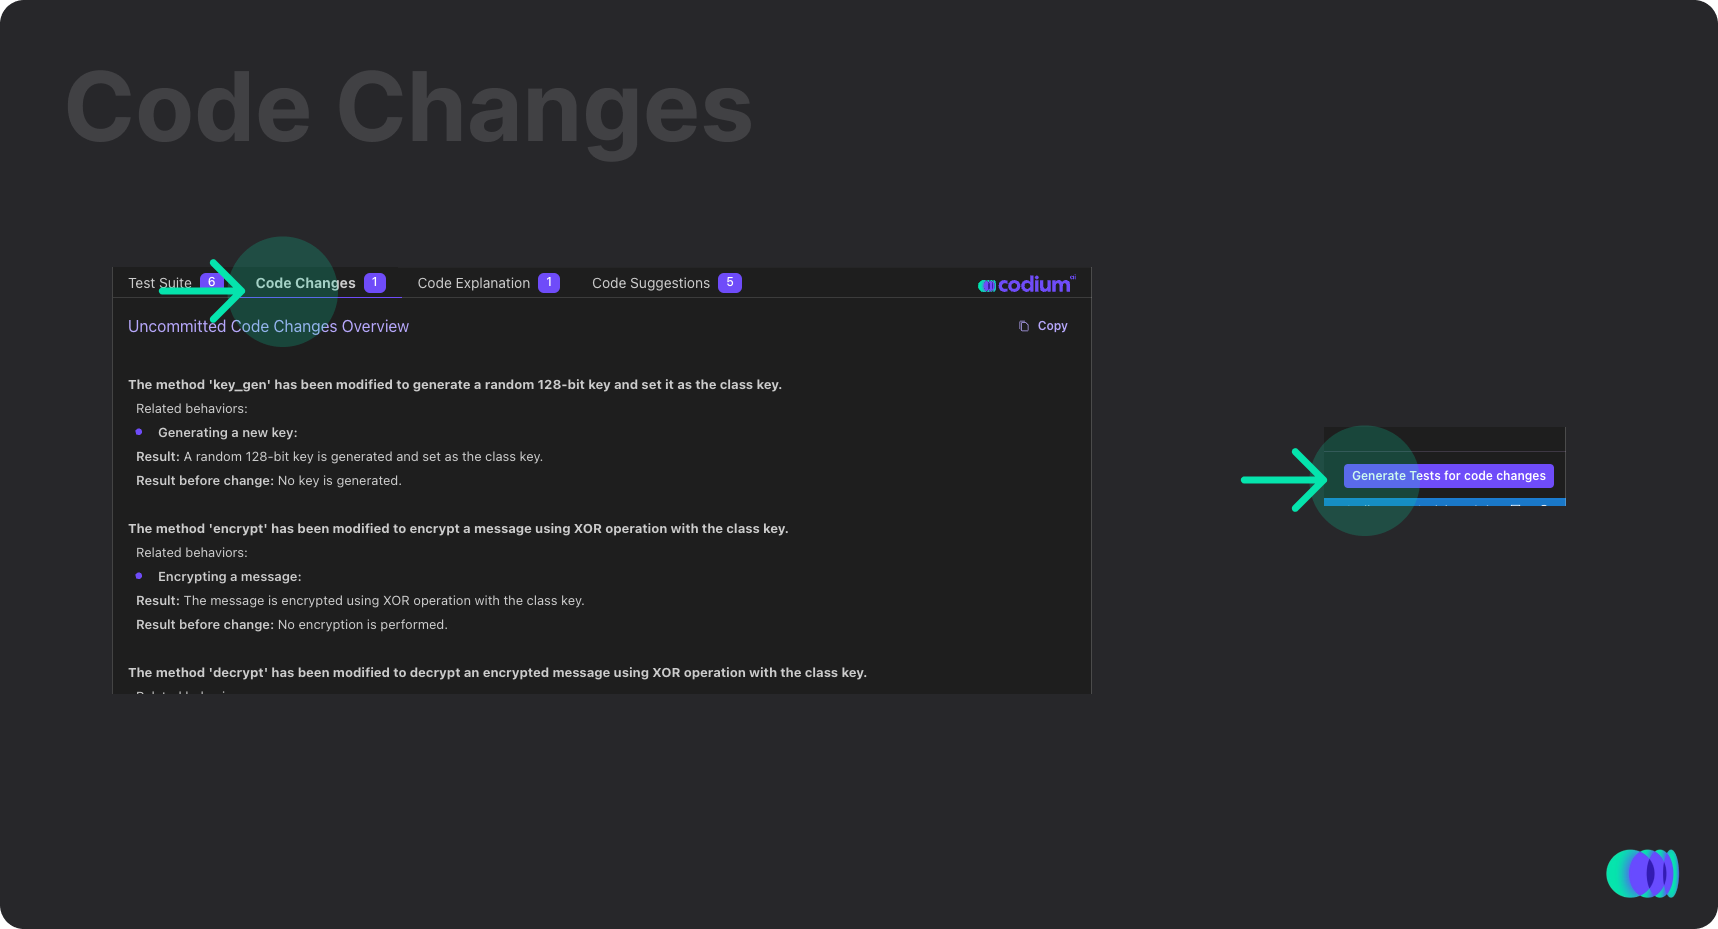 Code Changes
Test Suite 6 Code Changes 1 Code Explanation 1 Code Suggestions 5 codium ai
Uncommitted Code Changes Overview Copy
The method 'key_gen' has been modified to generate a random 128-bit key and set it as the class key.
Related behaviors:
Generating a new key:
Result: A random 128-bit key is generated and set as the class key.
Result before change: No key is generated.
The method 'encrypt' has been modified to encrypt a message using XOR operation with the class key.
Related behaviors:
Encrypting a message:
Result: The message is encrypted using XOR operation with the class key.
Result before change: No encryption is performed.
The method 'decrypt' has been modified to decrypt an encrypted message using XOR operation with the class key.
Generate Tests for code changes